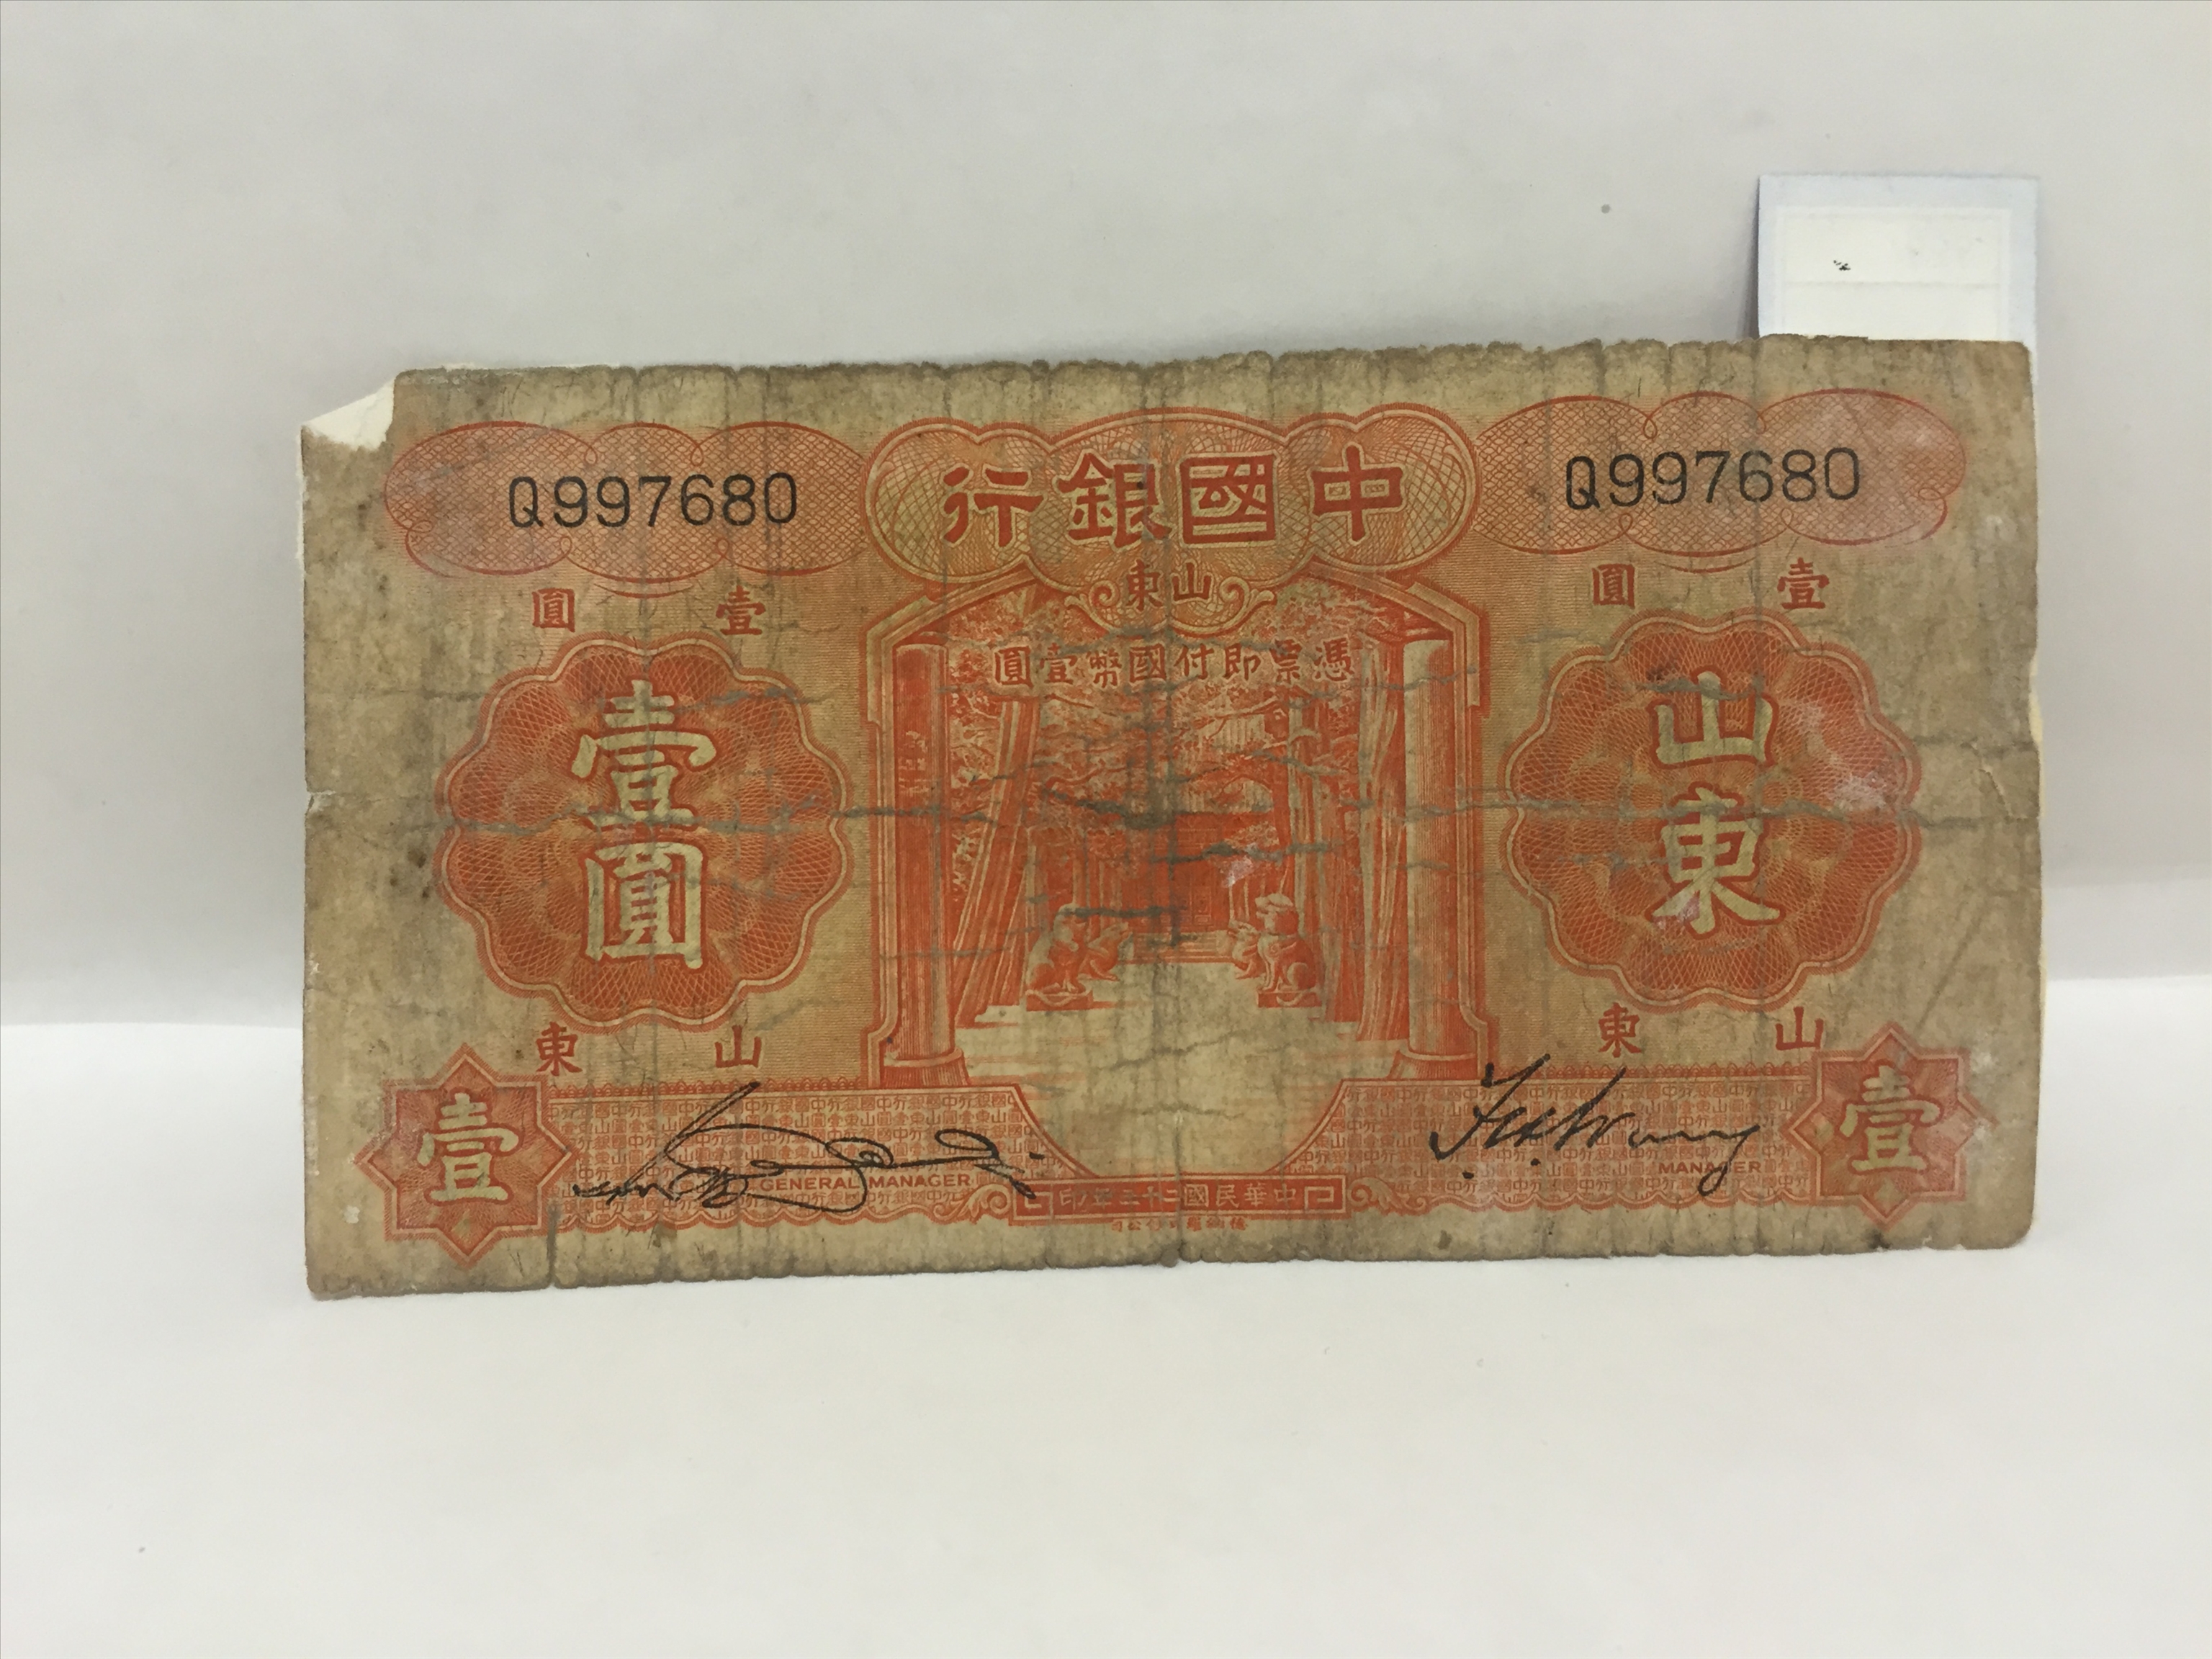 Q997680
中國銀行
Q997680
山東
壹圓
壹圓
憑票即付國幣壹圓
壹圓
山東
山東
山東
壹
壹
GENERAL MANAGER
MANAGER
中華民國二十三年印